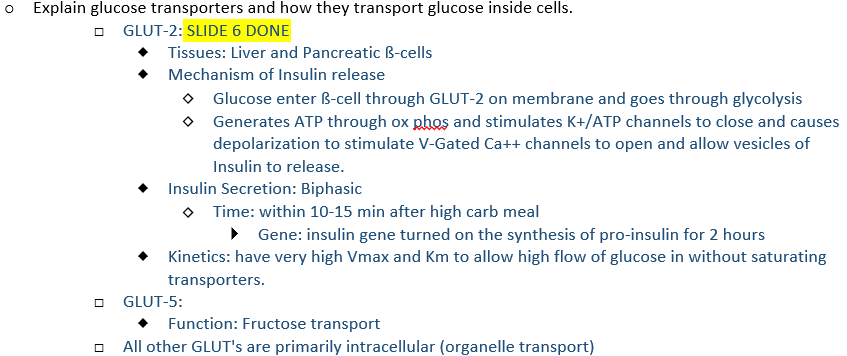 Explain glucose transporters and how they transport glucose inside cells.
GLUT-2: SLIDE 6 DONE
Tissues: Liver and Pancreatic ß-cells
Mechanism of Insulin release
Glucose enter ß-cell through GLUT-2 on membrane and goes through glycolysis
Generates ATP through ox phos and stimulates K+/ATP channels to close and causes
depolarization to stimulate V-Gated Ca++ channels to open and allow vesicles of
Insulin to release.
Insulin Secretion: Biphasic
Time: within 10-15 min after high carb meal
Gene: insulin gene turned on the synthesis of pro-insulin for 2 hours
Kinetics: have very high Vmax and Km to allow high flow of glucose in without saturating
transporters.
GLUT-5:
Function: Fructose transport
All other GLUT's are primarily intracellular (organelle transport)